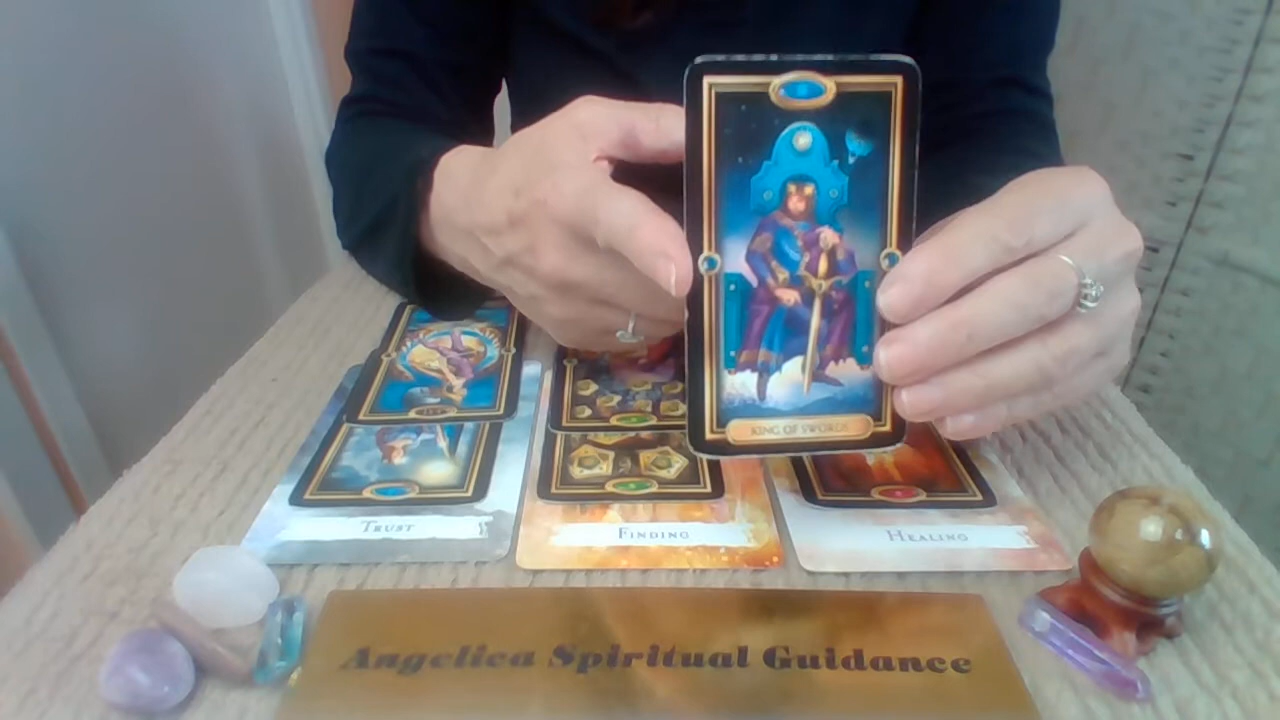 KING OF SWORDS
TRUST
FINDING
HEALING
Angelica Spiritual Guidance